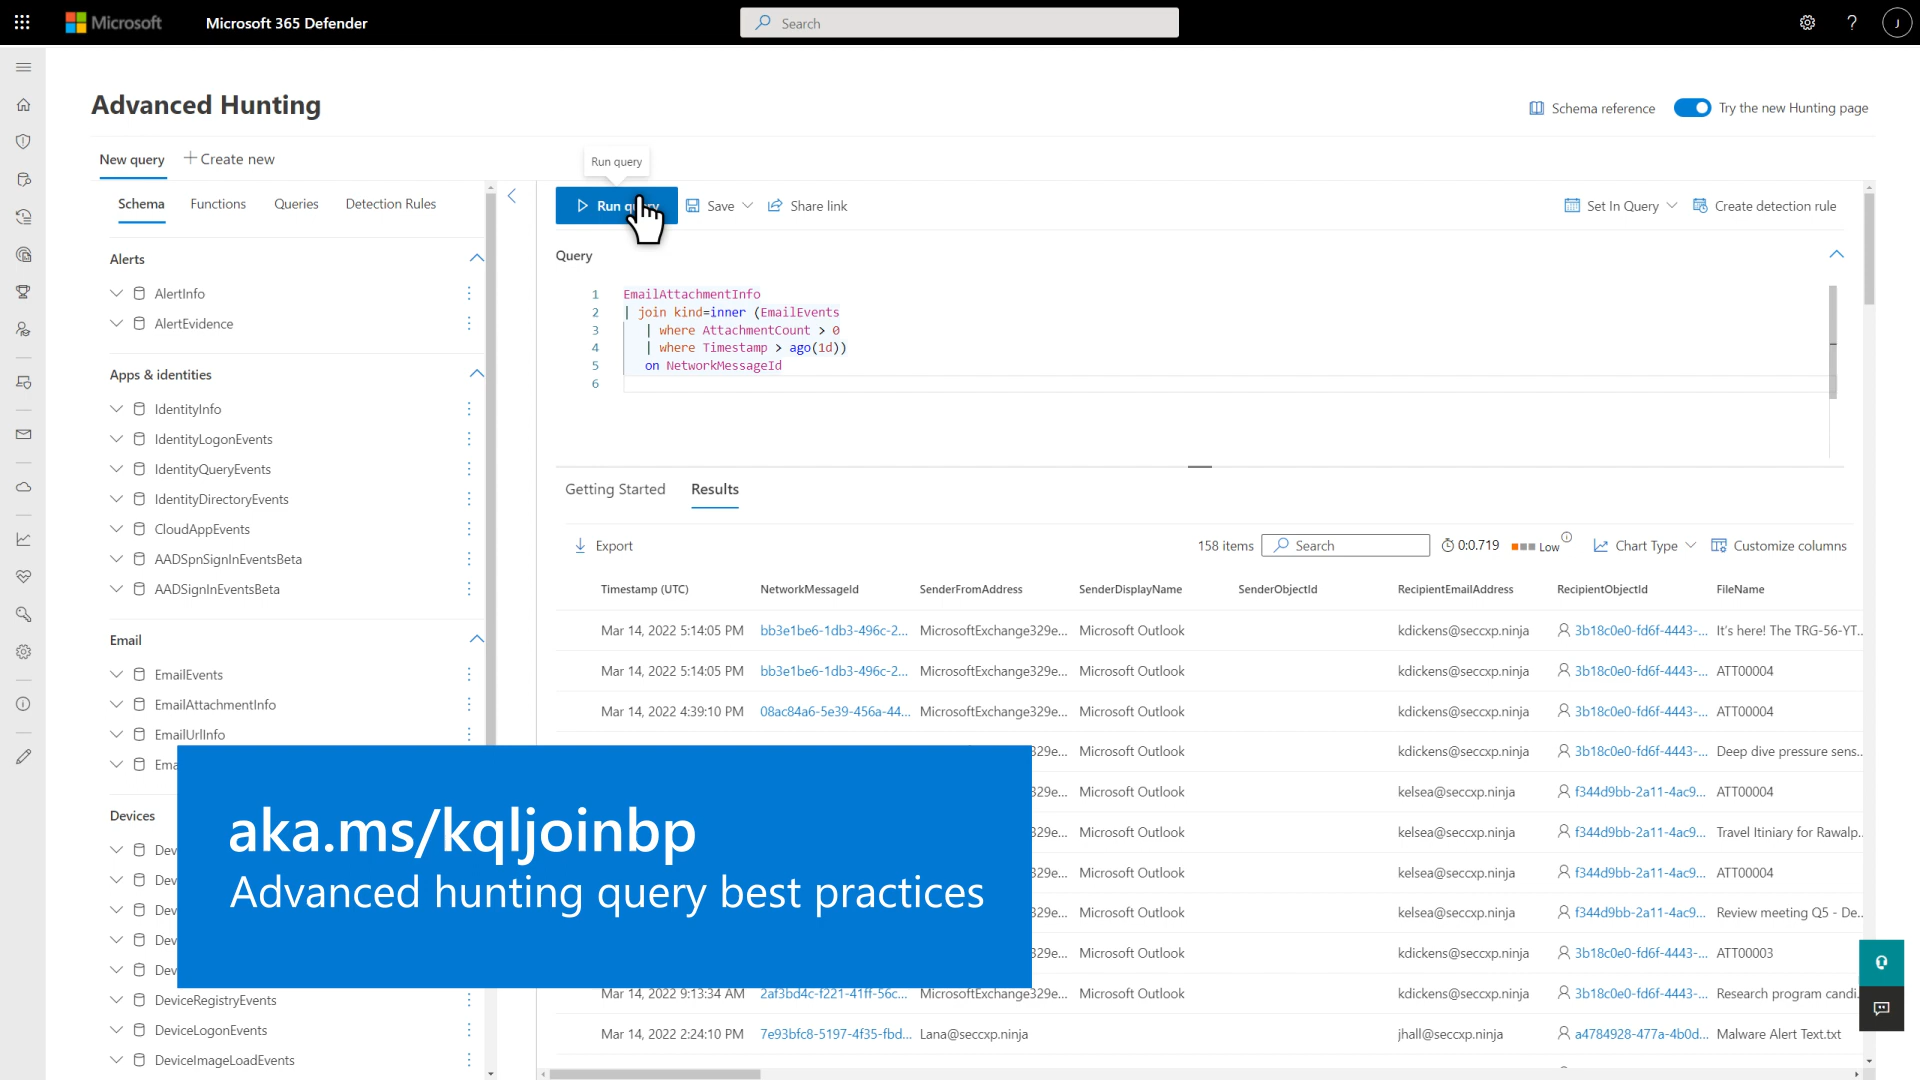 Microsoft
Microsoft 365 Defender
Search
?
J
Advanced Hunting
Schema reference
Try the new Hunting page
New query
Create new
Run query
Schema
Functions
Queries
Detection Rules
Run query
Save
Share link
Set In Query
Create detection rule
Alerts
AlertInfo
AlertEvidence
Apps & identities
IdentityInfo
IdentityLogonEvents
IdentityQueryEvents
IdentityDirectoryEvents
CloudAppEvents
AADSpnSignInEventsBeta
AADSignInEventsBeta
Email
EmailEvents
EmailAttachmentInfo
EmailUrlInfo
Ema
Devices
Dev
Dev
Dev
Dev
Dev
DeviceRegistryEvents
DeviceLogonEvents
DeviceImageLoadEvents
Query
1 EmailAttachmentInfo
2 | join kind=inner (EmailEvents
3 | where AttachmentCount > 0
4 | where Timestamp > ago(1d))
5 on NetworkMessageId
6
Getting Started
Results
Export
158 items
Search
0:0.719
Low
Chart Type
Customize columns
Timestamp (UTC) NetworkMessageId SenderFromAddress SenderDisplayName SenderObjectId RecipientEmailAddress RecipientObjectId FileName
Mar 14, 2022 5:14:05 PM bb3e1be6-1db3-496c-2... MicrosoftExchange329e... Microsoft Outlook kdickens@seccxp.ninja 3b18c0e0-fd6f-4443-... It's here! The TRG-56-YT...
Mar 14, 2022 5:14:05 PM bb3e1be6-1db3-496c-2... MicrosoftExchange329e... Microsoft Outlook kdickens@seccxp.ninja 3b18c0e0-fd6f-4443-... ATT00004
Mar 14, 2022 4:39:10 PM 08ac84a6-5e39-456a-44... MicrosoftExchange329e... Microsoft Outlook kdickens@seccxp.ninja 3b18c0e0-fd6f-4443-... ATT00004
329e... Microsoft Outlook kdickens@seccxp.ninja 3b18c0e0-fd6f-4443-... Deep dive pressure sens...
329e... Microsoft Outlook kelsea@seccxp.ninja f344d9bb-2a11-4ac9... ATT00004
329e... Microsoft Outlook kelsea@seccxp.ninja f344d9bb-2a11-4ac9... Travel Itiniary for Rawalp...
329e... Microsoft Outlook kelsea@seccxp.ninja f344d9bb-2a11-4ac9... ATT00004
329e... Microsoft Outlook kelsea@seccxp.ninja f344d9bb-2a11-4ac9... Review meeting Q5 - De...
329e... Microsoft Outlook kdickens@seccxp.ninja 3b18c0e0-fd6f-4443-... ATT00003
Mar 14, 2022 9:13:34 AM 2af3bd4c-f221-41ff-56c... MicrosoftExchange329e... Microsoft Outlook kdickens@seccxp.ninja 3b18c0e0-fd6f-4443-... Research program candi...
Mar 14, 2022 2:24:10 PM 7e93bfc8-5197-4f35-fbd... Lana@seccxp.ninja jhall@seccxp.ninja a4784928-477a-4b0d... Malware Alert Text.txt
aka.ms/kqljoinbp
Advanced hunting query best practices